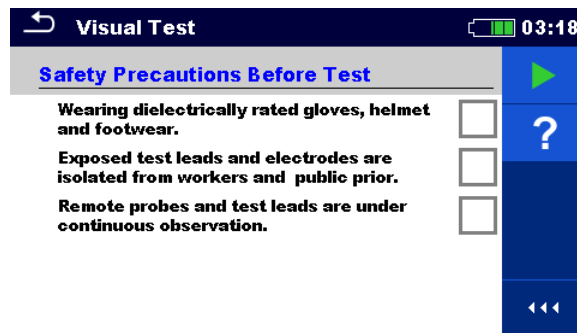 Visual Test
03:18
Safety Precautions Before Test
Wearing dielectrically rated gloves, helmet
and footwear.
Exposed test leads and electrodes are
isolated from workers and public prior.
Remote probes and test leads are under
continuous observation.
?